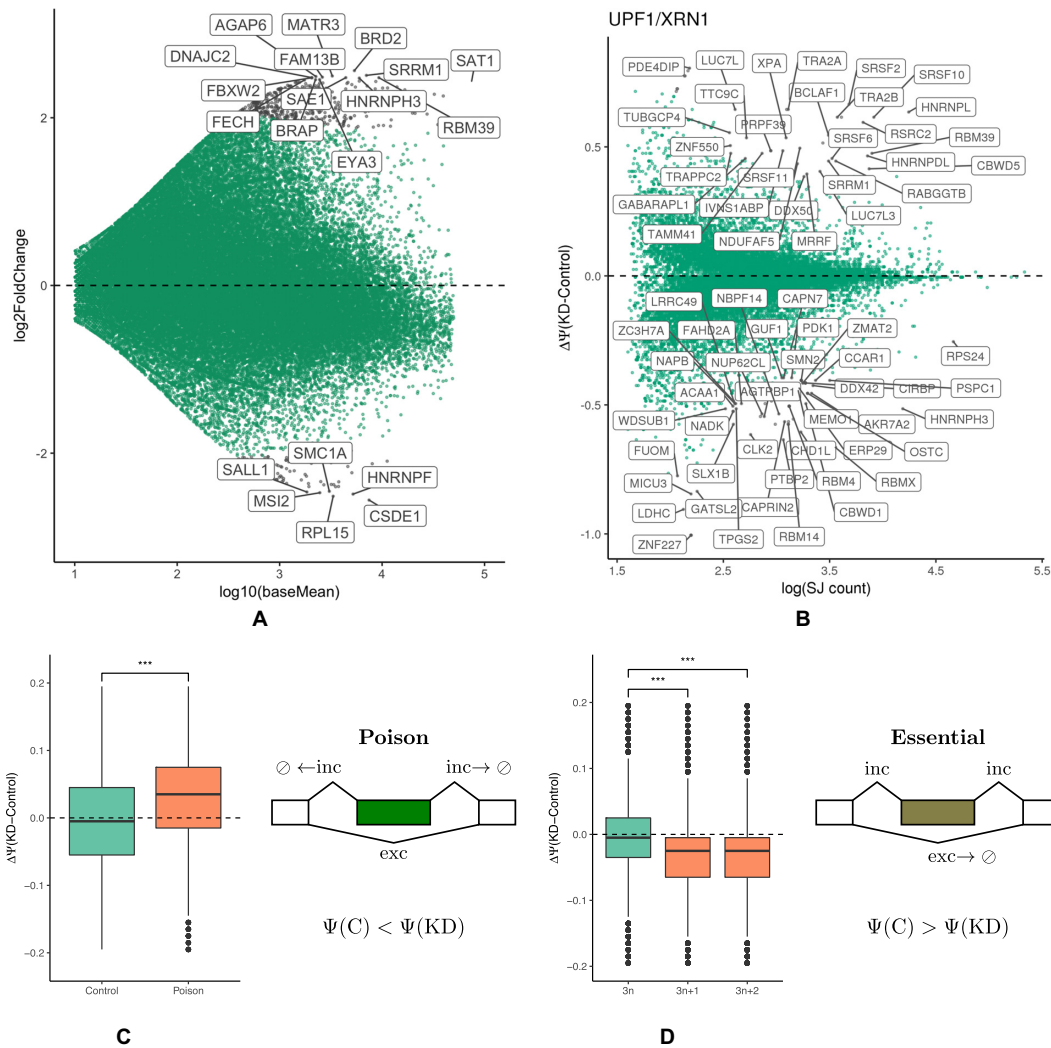 AGAP6
MATR3
BRD2
DNAJC2
FAM13B
SAT1
SRRM1
FBXW2
SAE1
HNRNPH3
FECH
BRAP
RBM39
EYA3
SMC1A
SALL1
HNRNPF
MSI2
CSDE1
RPL15
2
0
-2
log2FoldChange
1 2 3 4 5
log10(baseMean)
A
UPF1/XRN1
PDE4DIP
LUC7L
XPA
TRA2A
SRSF2
SRSF10
TTC9C
BCLAF1
TRA2B
HNRNPL
TUBGCP4
PRPF39
SRSF6
RSRC2
RBM39
ZNF550
HNRNPDL
CBWD5
TRAPPC2
SRSF11
SRRM1
RABGGTB
GABARAPL1
IVNS1ABP
DDX50
LUC7L3
TAMM41
NDUFAF5
MRRF
LRRC49
NBPF14
CAPN7
ZC3H7A
FAHD2A
GUF1
PDK1
ZMAT2
NAPB
NUP62CL
SMN2
CCAR1
RPS24
ACAA1
AGTPBP1
DDX42
CIRBP
PSPC1
WDSUB1
NADK
MEMO1
AKR7A2
HNRNPH3
FUOM
CLK2
CHD1L
ERP29
OSTC
MICU3
SLX1B
PTBP2
RBM4
RBMX
LDHC
GATSL2
CAPRIN2
CBWD1
ZNF227
TPGS2
RBM14
0.5
0.0
-0.5
-1.0
ΔΨ(KD-Control)
1.5 2.5 3.5 4.5 5.5
log(SJ count)
B
***
0.2
0.1
0.0
−0.1
−0.2
ΔΨ(KD−Control)
Control Poison
Poison
∅ ←inc inc→ ∅
exc
Ψ(C) < Ψ(KD)
C
***
***
0.2
0.1
0.0
−0.1
−0.2
ΔΨ(KD−Control)
3n 3n+1 3n+2
Essential
inc inc
exc→ ∅
Ψ(C) > Ψ(KD)
D